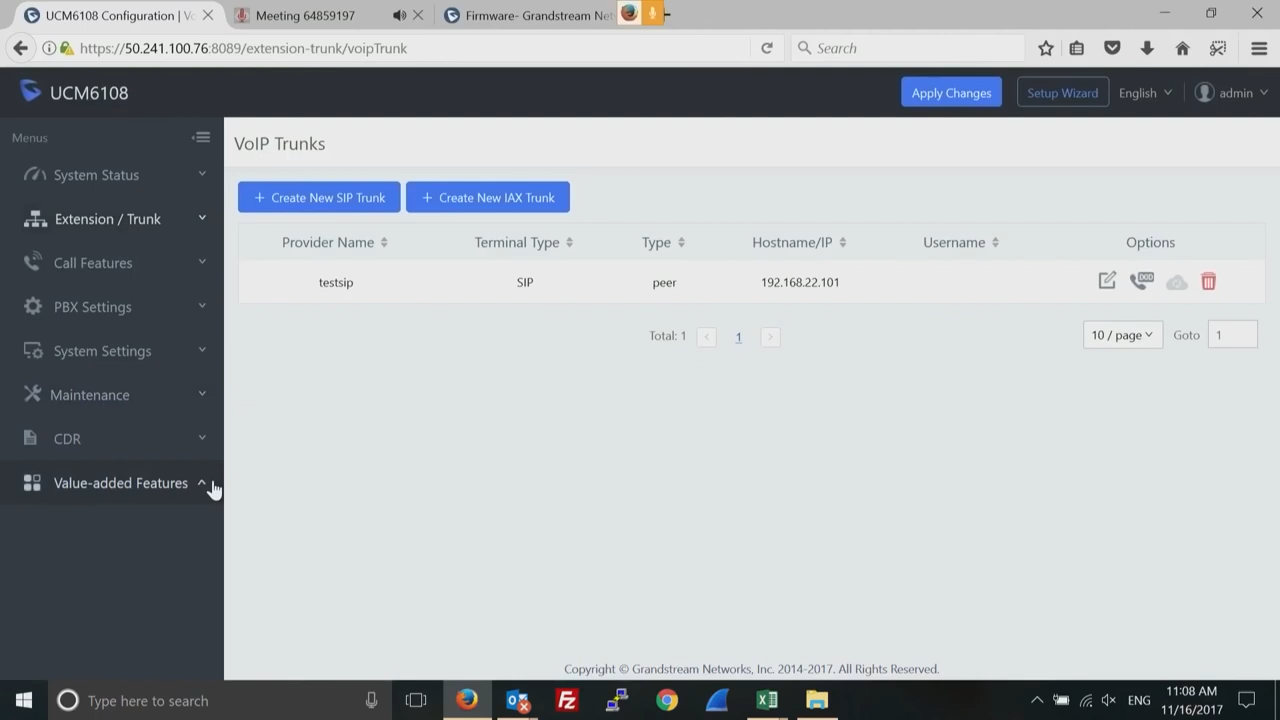 UCM6108 Configuration | Vo
Meeting 64859197
Firmware- Grandstream Net
https://50.241.100.76:8089/extension-trunk/voipTrunk
Search
UCM6108
Apply Changes
Setup Wizard
English
admin
Menus
System Status
Extension / Trunk
Call Features
PBX Settings
System Settings
Maintenance
CDR
Value-added Features
VoIP Trunks
+ Create New SIP Trunk
+ Create New IAX Trunk
Provider Name Terminal Type Type Hostname/IP Username Options
testsip SIP peer 192.168.22.101
DOD
Total: 1 < 1 > 10 / page Goto 1
Copyright © Grandstream Networks, Inc. 2014-2017. All Rights Reserved.
Type here to search
ENG
11:08 AM
11/16/2017